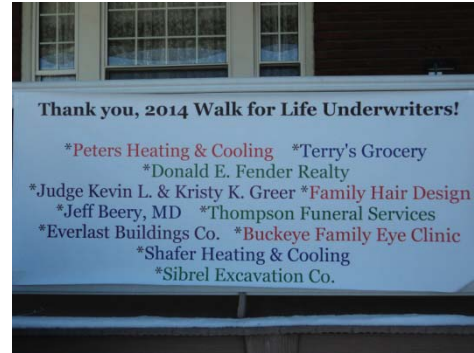 Thank you, 2014 Walk for Life Underwriters!
*Peters Heating & Cooling *Terry's Grocery
*Donald E. Fender Realty
*Judge Kevin L. & Kristy K. Greer *Family Hair Design
*Jeff Beery, MD *Thompson Funeral Services
*Everlast Buildings Co. *Buckeye Family Eye Clinic
*Shafer Heating & Cooling
*Sibrel Excavation Co.